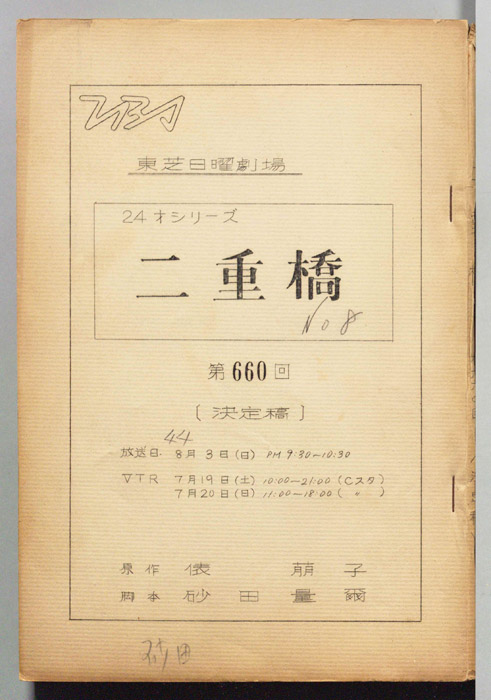 TBS
東芝日曜劇場
24才シリーズ
二重橋
No 8
第660回
〔決定稿〕
44
放送日 8月3日(日) PM 9:30~10:30
VTR 7月19日(土) 10:00~21:00 (Cスタ)
7月20日(日) 11:00~18:00 ( 〃 )
原作 俵 萠子
脚本 砂田量爾
砂田